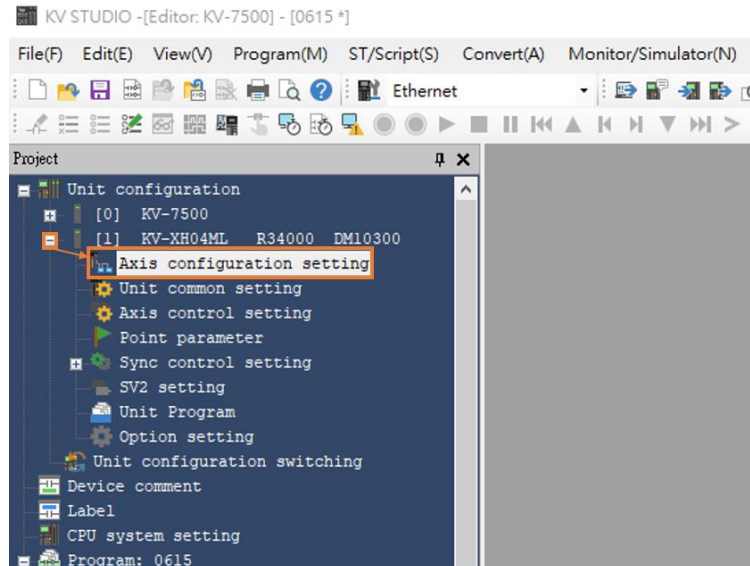 KV STUDIO -[Editor: KV-7500] - [0615 *]
File(F) Edit(E) View(V) Program(M) ST/Script(S) Convert(A) Monitor/Simulator(N)
Ethernet
Project
Unit configuration
[0] KV-7500
[1] KV-XH04ML R34000 DM10300
Axis configuration setting
Unit common setting
Axis control setting
Point parameter
Sync control setting
SV2 setting
Unit Program
Option setting
Unit configuration switching
Device comment
Label
CPU system setting
Program: 0615